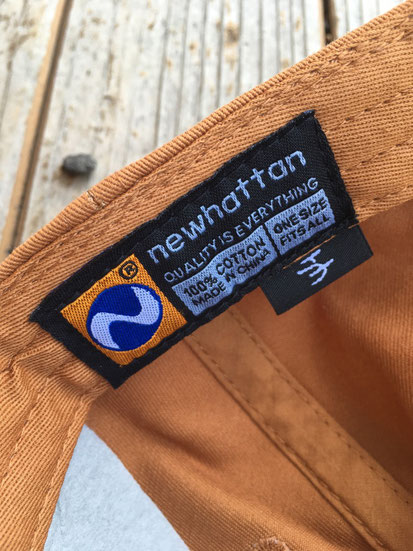 newhattan
QUALITY IS EVERYTHING
100% COTTON
MADE IN CHINA
ONE SIZE
FITS ALL
®